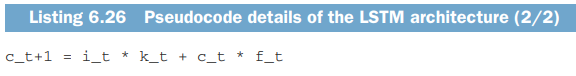 Listing 6.26 Pseudocode details of the LSTM architecture (2/2)
c_t+1 = i_t * k_t + c_t * f_t